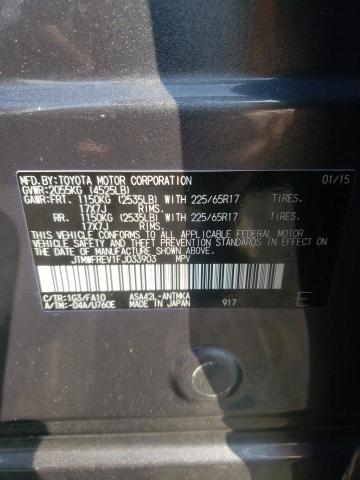 MFD.BY:TOYOTA MOTOR CORPORATION 01/15
GVWR:2055KG (4525LB)
GAWR:FRT. 1150KG (2535LB) WITH 225/65R17 TIRES.
17X7J RIMS.
RR. 1150KG (2535LB) WITH 225/65R17 TIRES.
17X7J RIMS.
THIS VEHICLE CONFORMS TO ALL APPLICABLE FEDERAL MOTOR
VEHICLE SAFETY AND THEFT PREVENTION STANDARDS IN EFFECT
ON THE DATE OF MANUFACTURE SHOWN ABOVE.
JTMWFREV1FJ033903 MPV
C/TR:1G3/FA10 ASA42L-ANTMKA
A/TM:-04A/U760E MADE IN JAPAN 917 E